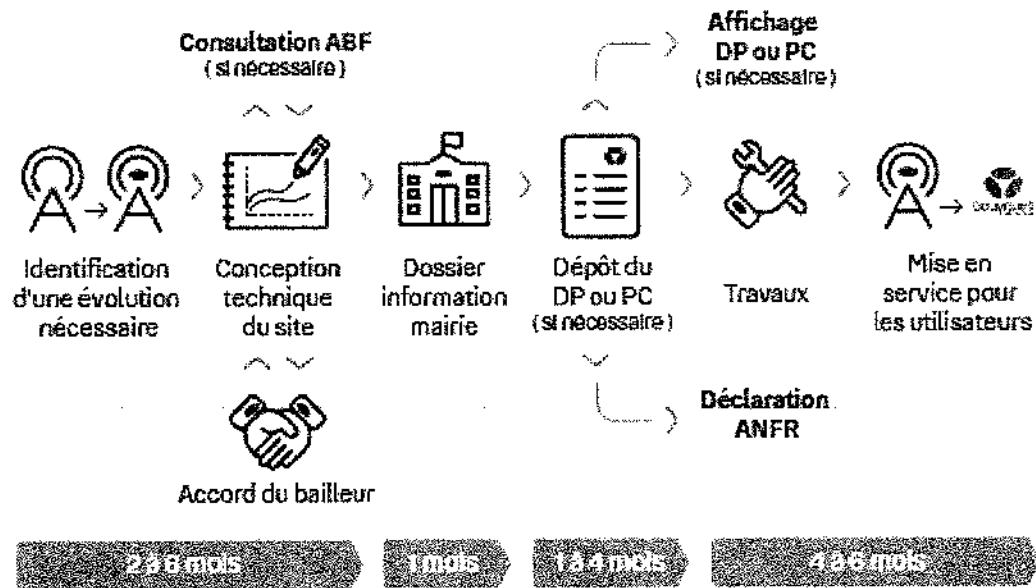 Consultation ABF
(si nécessaire)
Affichage
DP ou PC
(si nécessaire)
Identification
d'une évolution
nécessaire
Conception
technique
du site
Dossier
information
mairie
Dépôt du
DP ou PC
(si nécessaire)
Travaux
Mise en
service pour
les utilisateurs
Accord du bailleur
Déclaration
ANFR
mois
1 mois
1 à 4 mois
4 à 6 mois